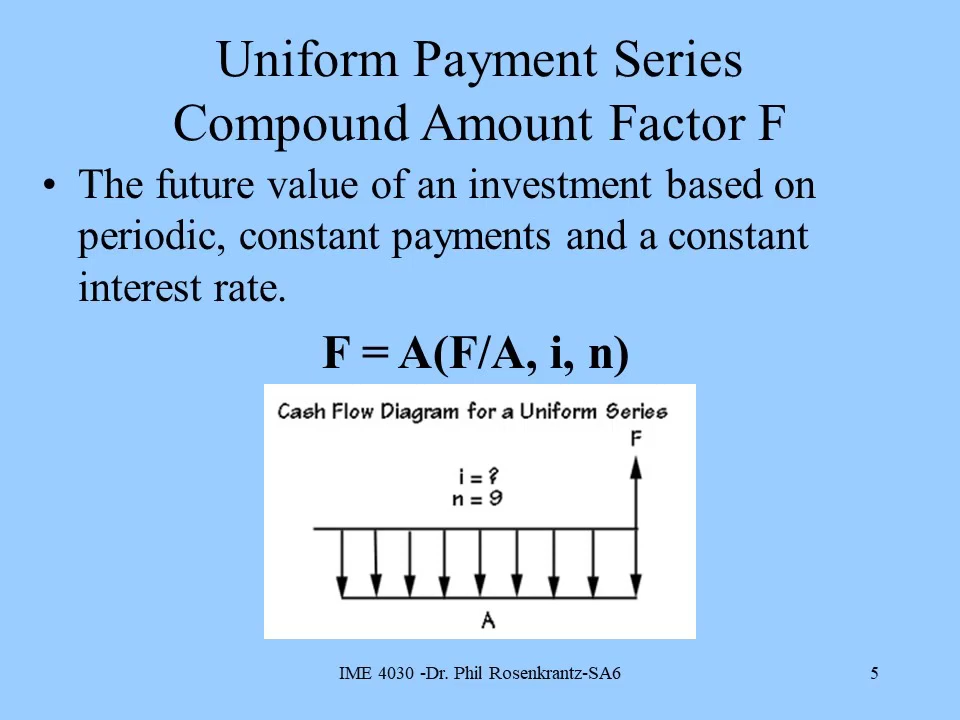 Uniform Payment Series
Compound Amount Factor F
• The future value of an investment based on
periodic, constant payments and a constant
interest rate.
F = A(F/A, i, n)
Cash Flow Diagram for a Uniform Series
F
i = ?
n = 9
A
IME 4030 -Dr. Phil Rosenkrantz-SA6
5